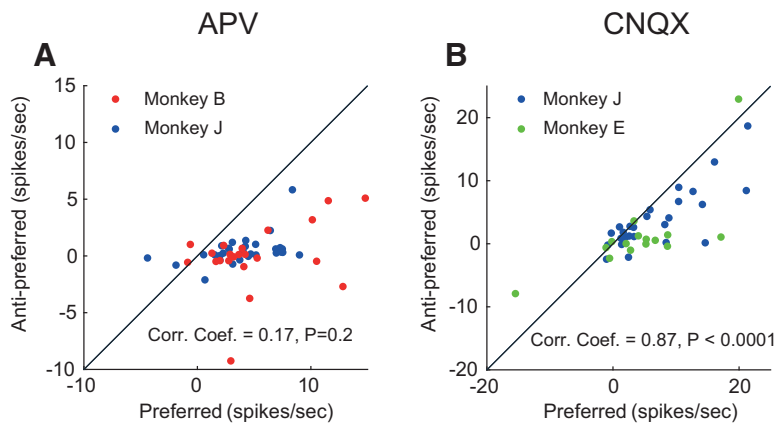 APV
CNQX
A
B
15
10
5
0
-5
-10
Anti-preferred (spikes/sec)
Monkey B
Monkey J
Corr. Coef. = 0.17, P=0.2
-10
0
10
Preferred (spikes/sec)
20
10
0
-10
-20
Anti-preferred (spikes/sec)
Monkey J
Monkey E
Corr. Coef. = 0.87, P < 0.0001
-20
0
20
Preferred (spikes/sec)